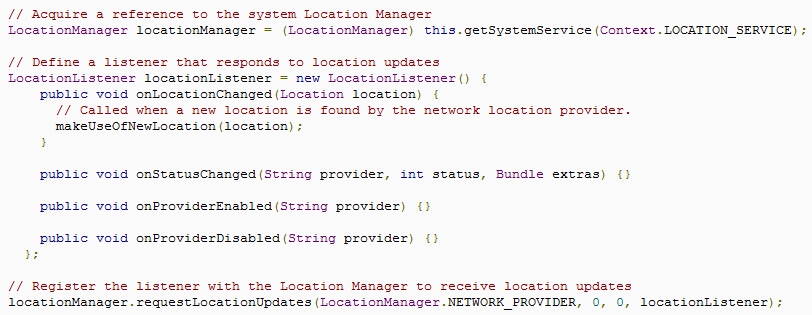 // Acquire a reference to the system Location Manager
LocationManager locationManager = (LocationManager) this.getSystemService(Context.LOCATION_SERVICE);
// Define a listener that responds to location updates
LocationListener locationListener = new LocationListener() {
    public void onLocationChanged(Location location) {
      // Called when a new location is found by the network location provider.
      makeUseOfNewLocation(location);
    }
    public void onStatusChanged(String provider, int status, Bundle extras) {}
    public void onProviderEnabled(String provider) {}
    public void onProviderDisabled(String provider) {}
  };
// Register the listener with the Location Manager to receive location updates
locationManager.requestLocationUpdates(LocationManager.NETWORK_PROVIDER, 0, 0, locationListener);